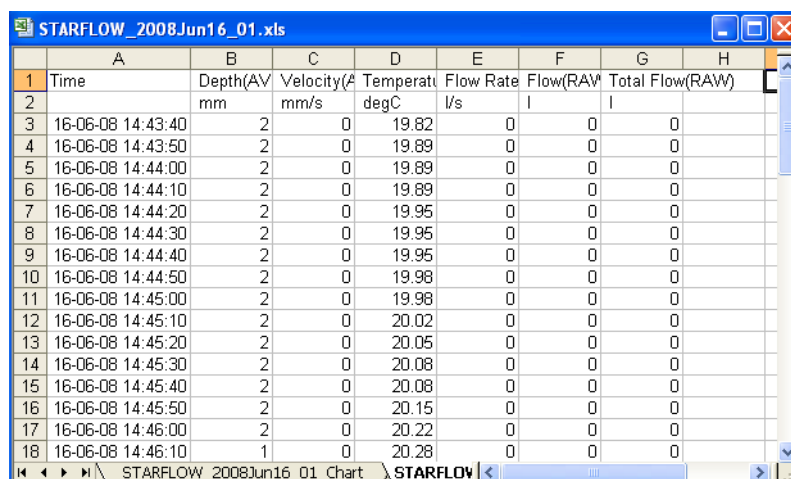 STARFLOW_2008Jun16_01.xls
A B C D E F G H
1 Time Depth(AV Velocity(A Temperatu Flow Rate Flow(RAW Total Flow(RAW)
2 mm mm/s degC l/s l l
3 16-06-08 14:43:40 2 0 19.82 0 0 0
4 16-06-08 14:43:50 2 0 19.89 0 0 0
5 16-06-08 14:44:00 2 0 19.89 0 0 0
6 16-06-08 14:44:10 2 0 19.89 0 0 0
7 16-06-08 14:44:20 2 0 19.95 0 0 0
8 16-06-08 14:44:30 2 0 19.95 0 0 0
9 16-06-08 14:44:40 2 0 19.95 0 0 0
10 16-06-08 14:44:50 2 0 19.98 0 0 0
11 16-06-08 14:45:00 2 0 19.98 0 0 0
12 16-06-08 14:45:10 2 0 20.02 0 0 0
13 16-06-08 14:45:20 2 0 20.05 0 0 0
14 16-06-08 14:45:30 2 0 20.08 0 0 0
15 16-06-08 14:45:40 2 0 20.08 0 0 0
16 16-06-08 14:45:50 2 0 20.15 0 0 0
17 16-06-08 14:46:00 2 0 20.22 0 0 0
18 16-06-08 14:46:10 1 0 20.28 0 0 0
STARFLOW_2008Jun16_01_Chart STARFLOW